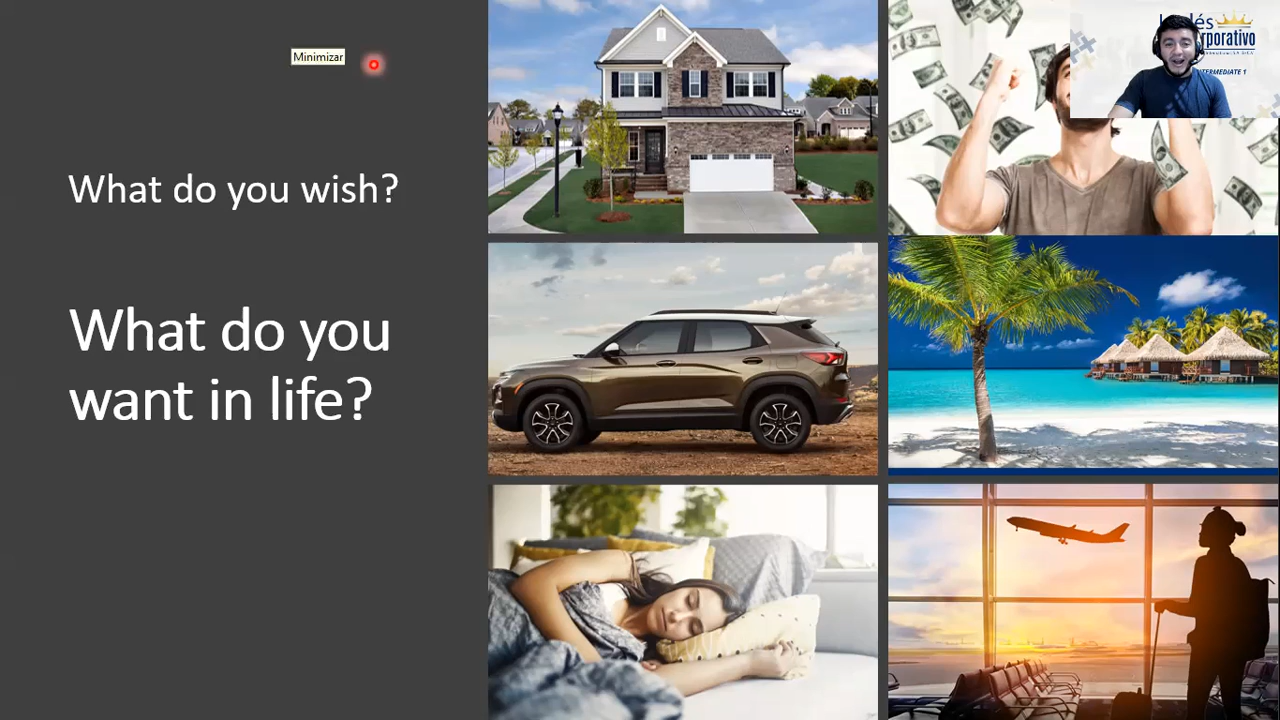 Minimizar
What do you wish?
What do you
want in life?
rporativo
INTERMEDIATE 1